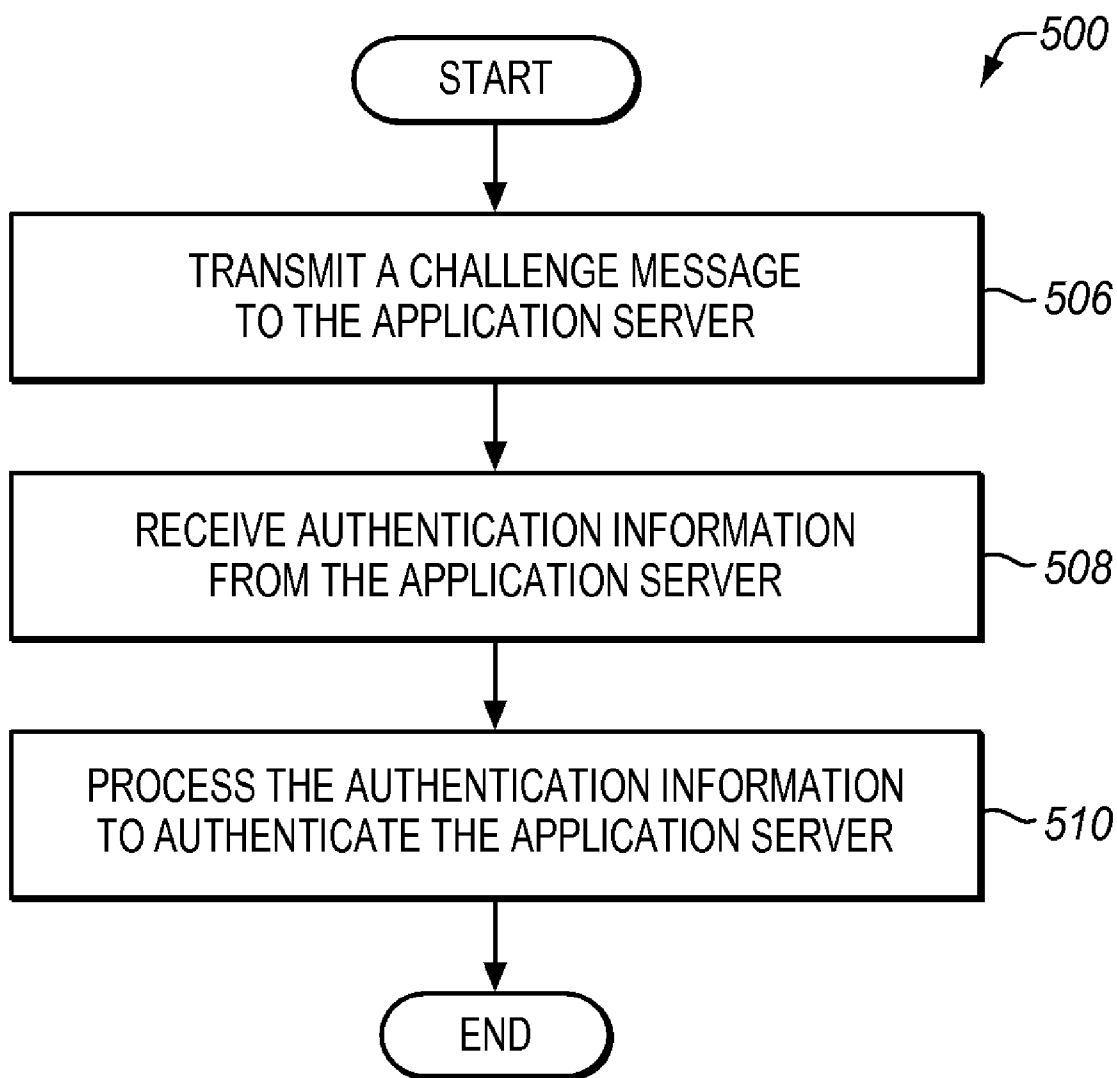 500
START
TRANSMIT A CHALLENGE MESSAGE
TO THE APPLICATION SERVER
506
RECEIVE AUTHENTICATION INFORMATION
FROM THE APPLICATION SERVER
508
PROCESS THE AUTHENTICATION INFORMATION
TO AUTHENTICATE THE APPLICATION SERVER
510
END